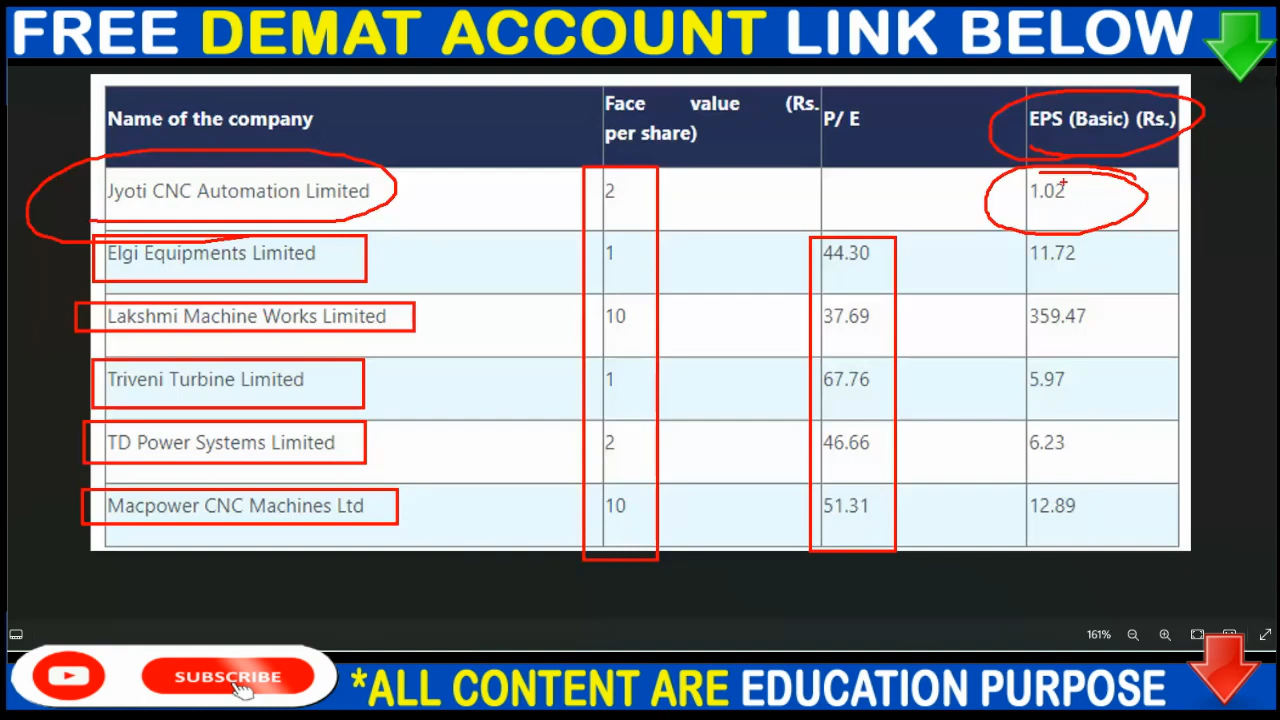 FREE DEMAT ACCOUNT LINK BELOW
Name of the company Face value (Rs. per share) P/ E EPS (Basic) (Rs.)
Jyoti CNC Automation Limited 2 1.02
Elgi Equipments Limited 1 44.30 11.72
Lakshmi Machine Works Limited 10 37.69 359.47
Triveni Turbine Limited 1 67.76 5.97
TD Power Systems Limited 2 46.66 6.23
Macpower CNC Machines Ltd 10 51.31 12.89
161%
SUBSCRIBE
*ALL CONTENT ARE EDUCATION PURPOSE